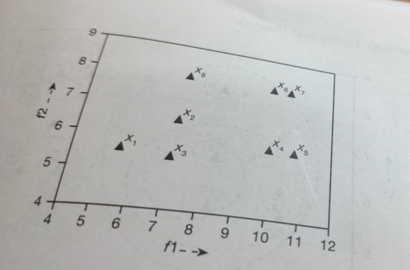 9
8
7
6
5
4
f2-->
X₈
X₆
X₇
X₂
X₁
X₃
X₄
X₅
4 5 6 7 8 9 10 11 12
f1-->